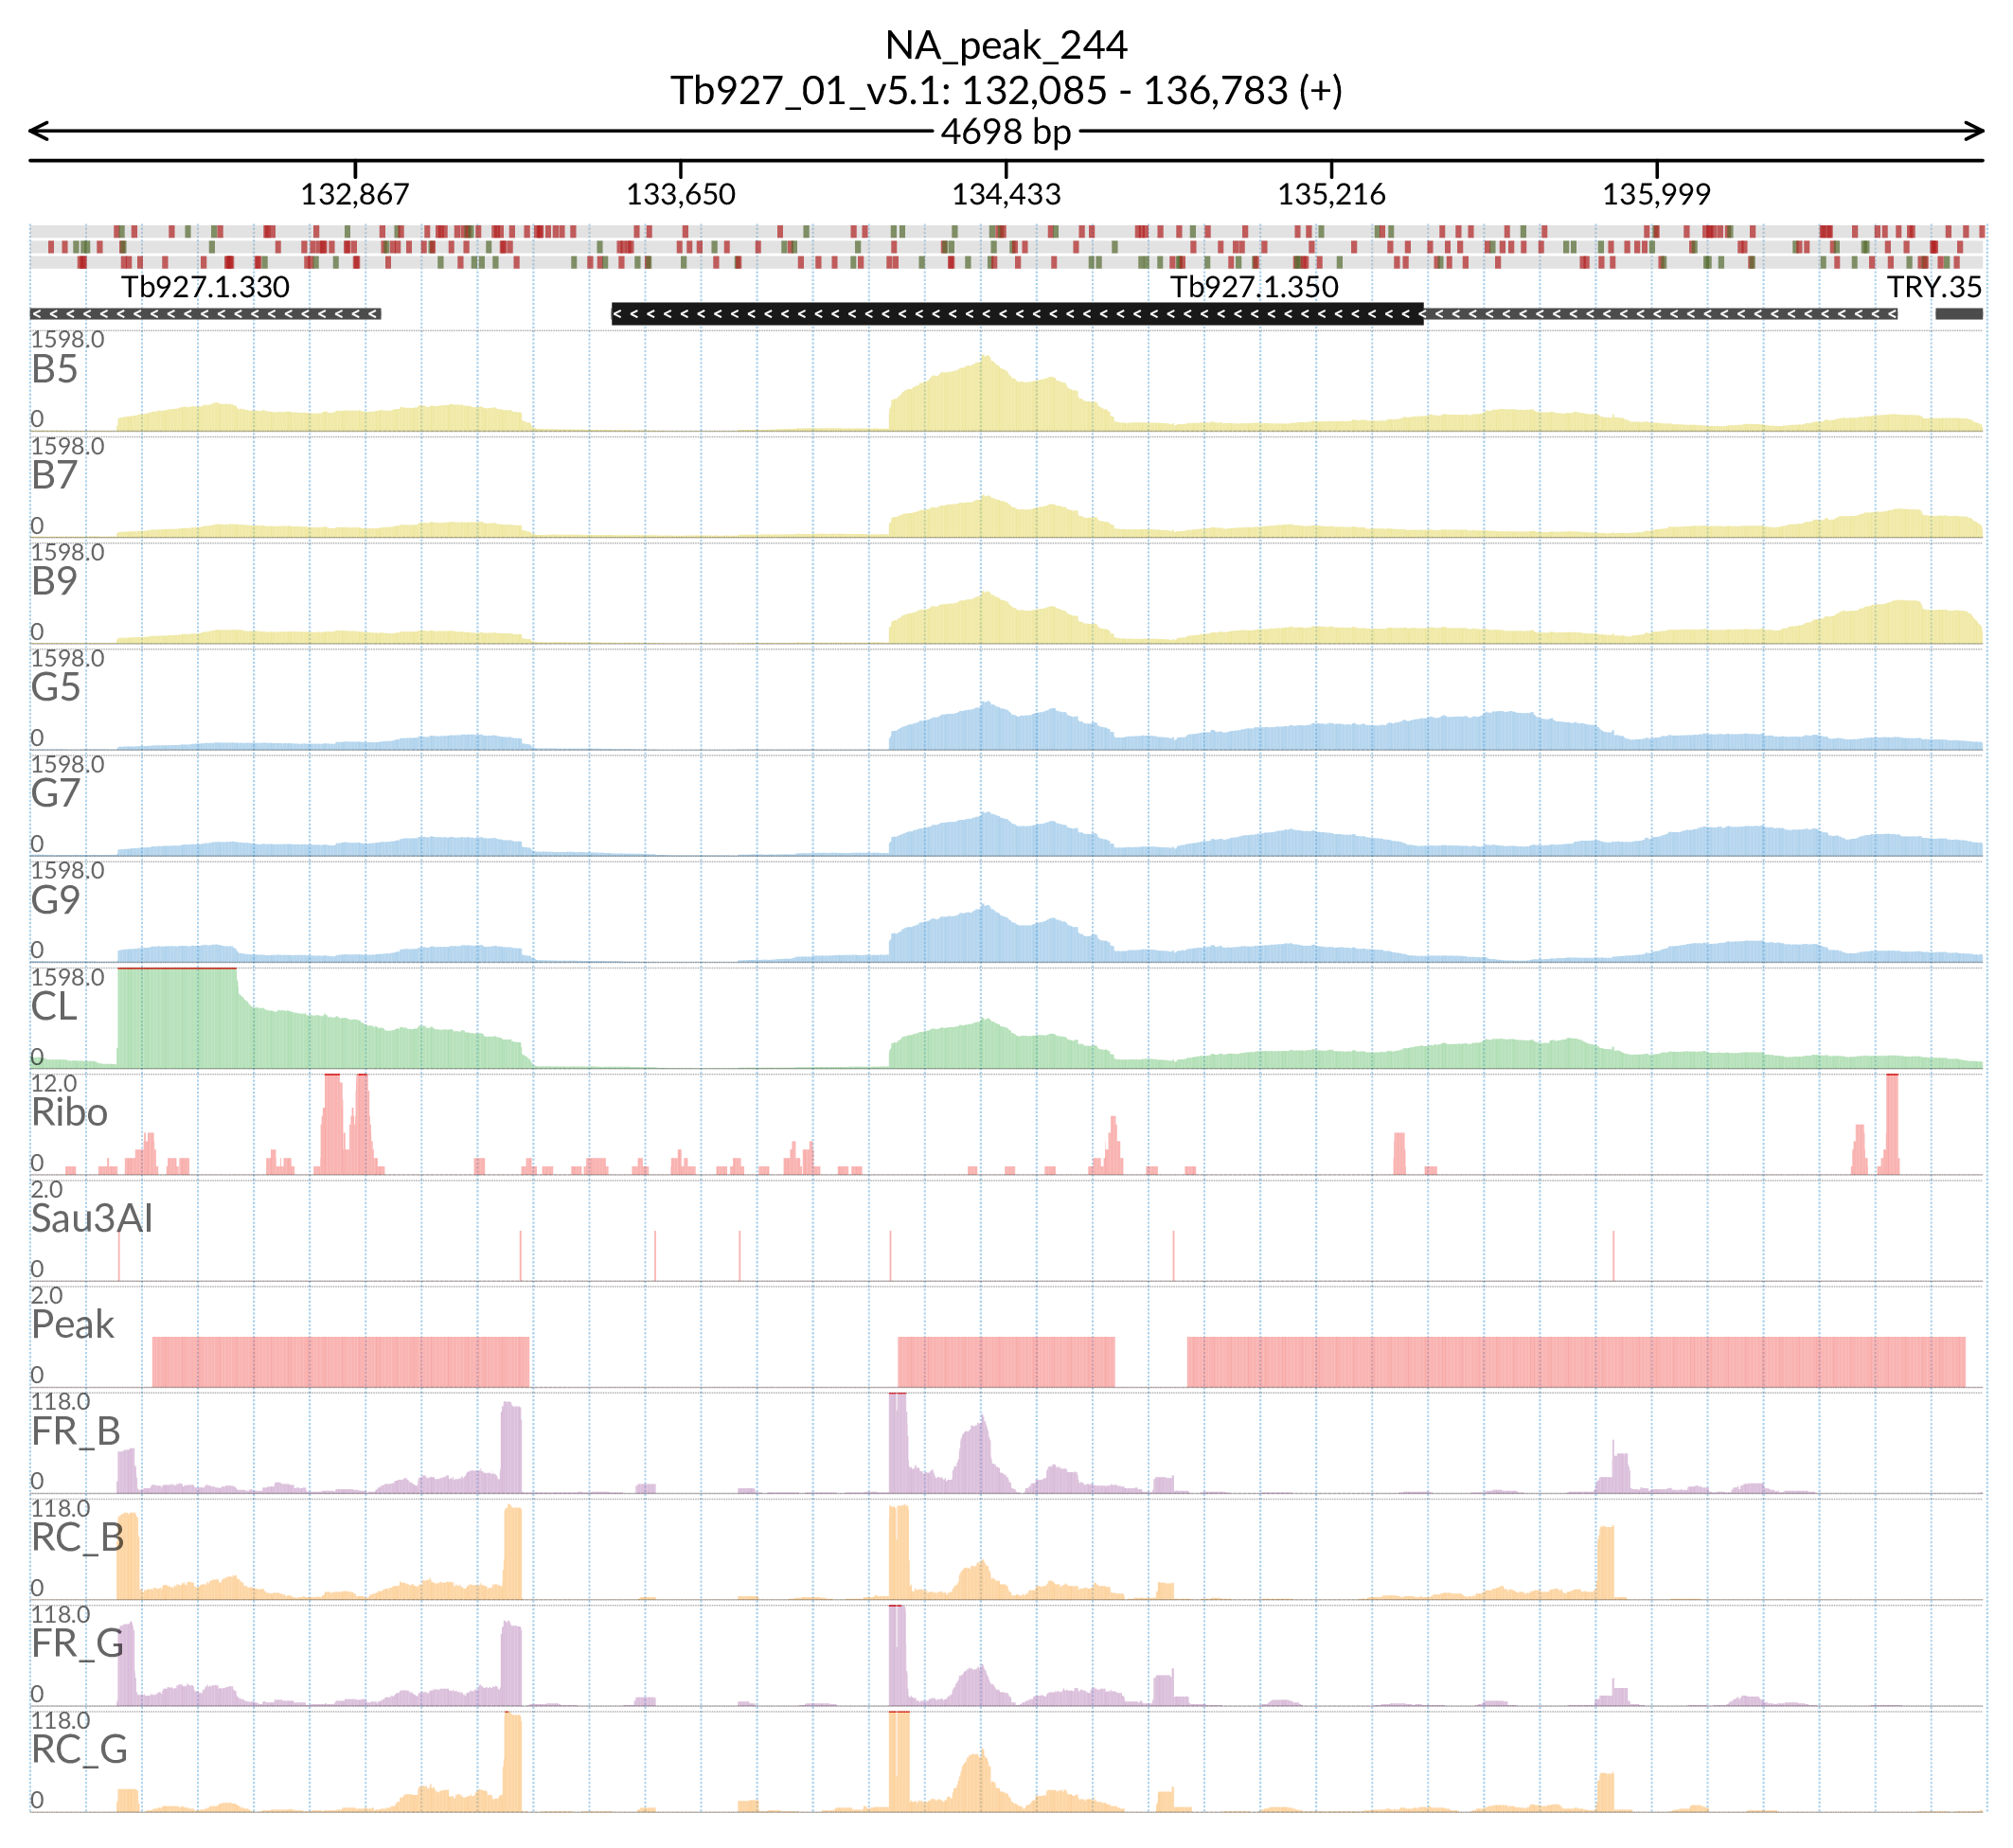 NA_peak_244
Tb927_01_v5.1: 132,085 - 136,783 (+)
4698 bp
132,867 133,650 134,433 135,216 135,999
Tb927.1.330 Tb927.1.350 TRY.35
1598.0
B5
0
1598.0
B7
0
1598.0
B9
0
1598.0
G5
0
1598.0
G7
0
1598.0
G9
0
1598.0
CL
0
12.0
Ribo
0
2.0
Sau3AI
0
2.0
Peak
0
118.0
FR_B
0
118.0
RC_B
0
118.0
FR_G
0
118.0
RC_G
0